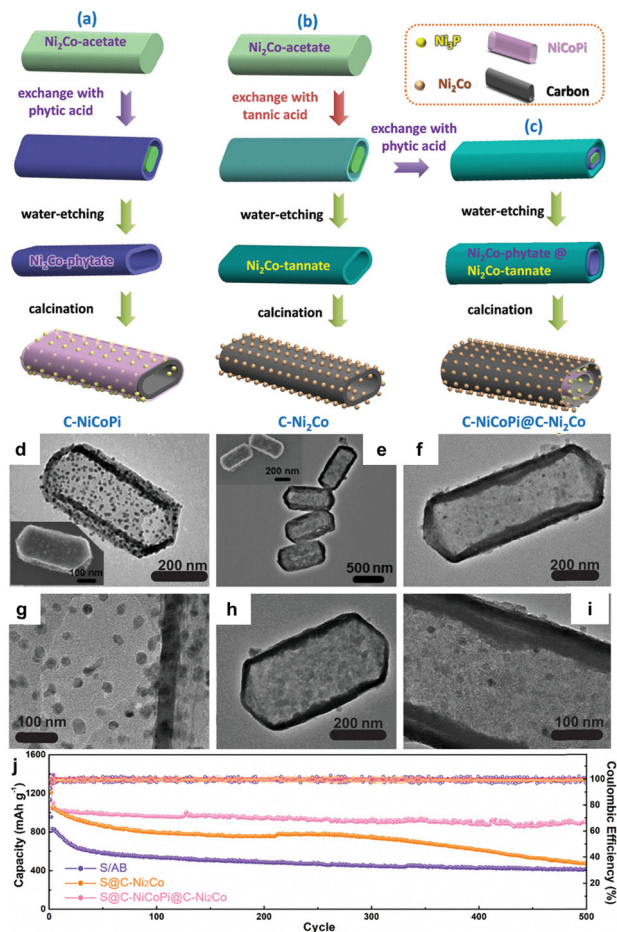 (a)
Ni₂Co-acetate
exchange with
phytic acid
water-etching
Ni₂Co-phytate
calcination
C-NiCoPi
(b)
Ni₂Co-acetate
exchange with
tannic acid
water-etching
Ni₂Co-tannate
calcination
C-Ni₂Co
Ni₃P
NiCoPi
Ni₂Co
Carbon
exchange with
phytic acid
(c)
water-etching
Ni₂Co-phytate @
Ni₂Co-tannate
calcination
C-NiCoPi@C-Ni₂Co
d
100 nm
200 nm
200 nm
e
500 nm
f
200 nm
g
100 nm
h
200 nm
i
100 nm
j
1600
1200
800
400
0
Capacity (mAh g⁻¹)
S/AB
S@C-Ni₂Co
S@C-NiCoPi@C-Ni₂Co
0 100 200 300 400 500
Cycle
100
80
60
40
20
Coulombic Efficiency (%)